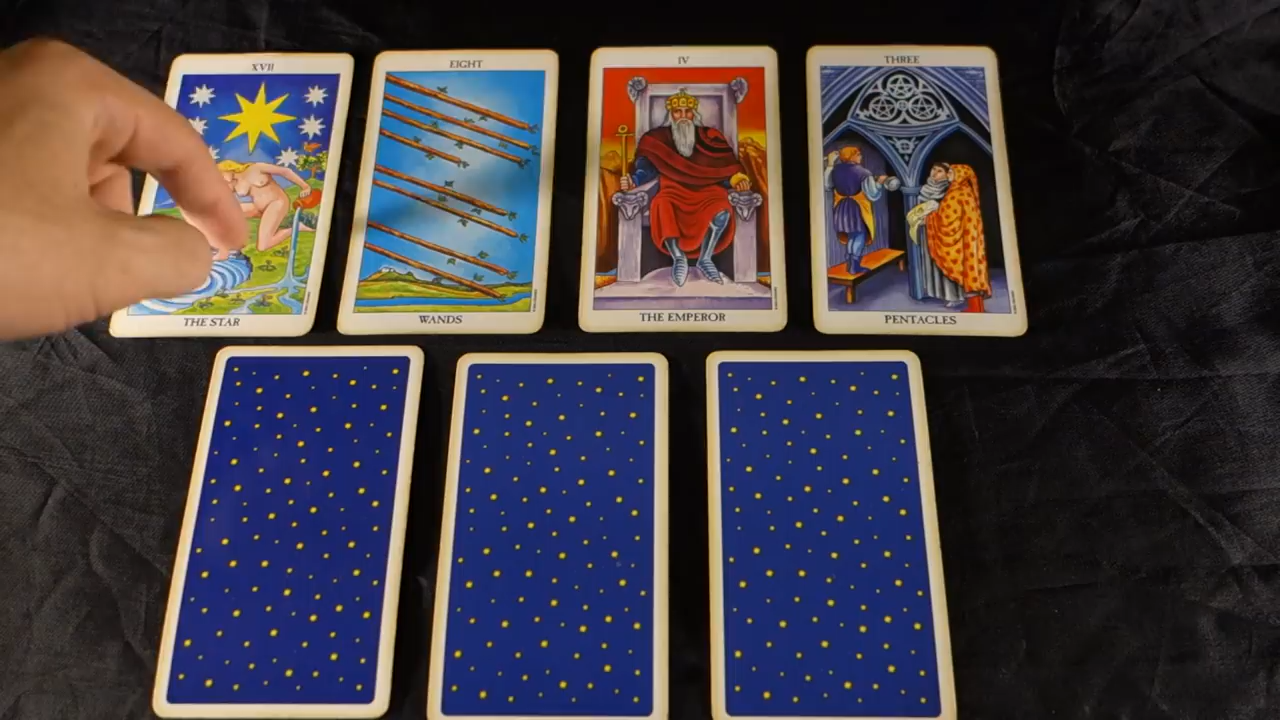 XVII
THE STAR
EIGHT
WANDS
IV
THE EMPEROR
THREE
PENTACLES